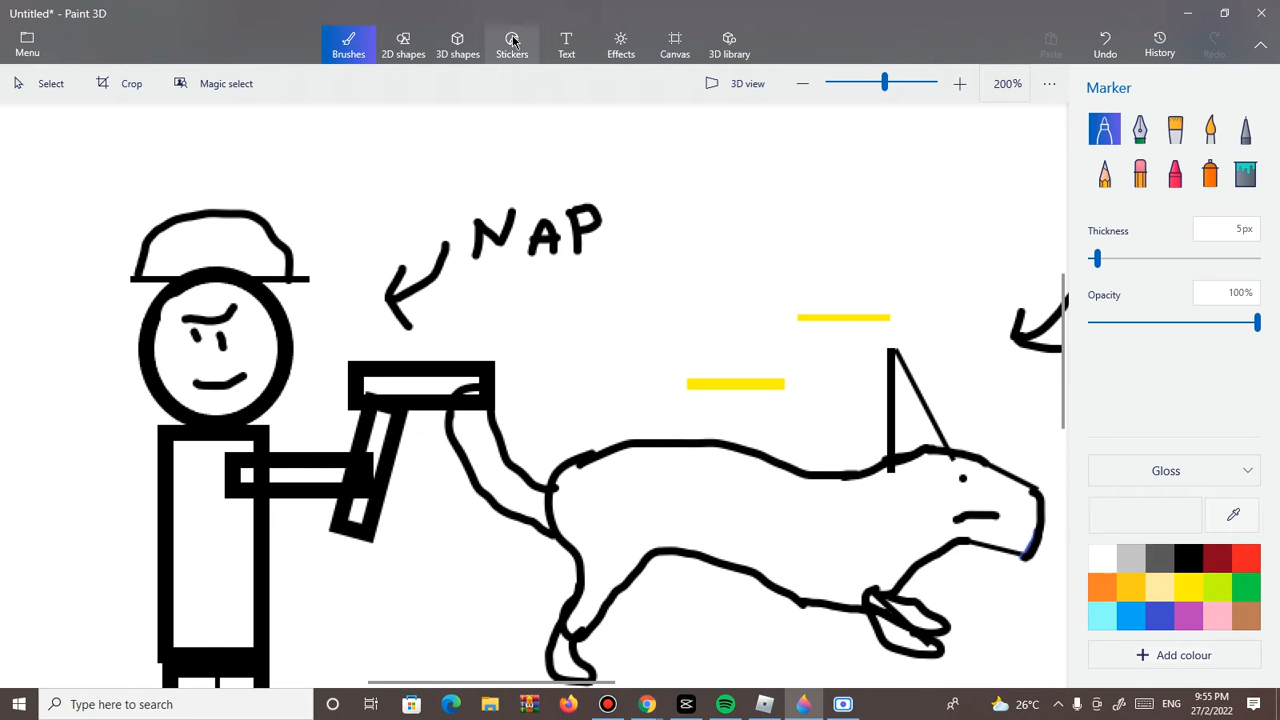 Untitled* - Paint 3D
Menu
Brushes
2D shapes
3D shapes
Stickers
Text
Effects
Canvas
3D library
Paste
Undo
History
Redo
Select
Crop
Magic select
3D view
200%
Marker
Thickness
5px
Opacity
100%
Gloss
Add colour
NAP
Type here to search
26°C
ENG
9:55 PM
27/2/2022